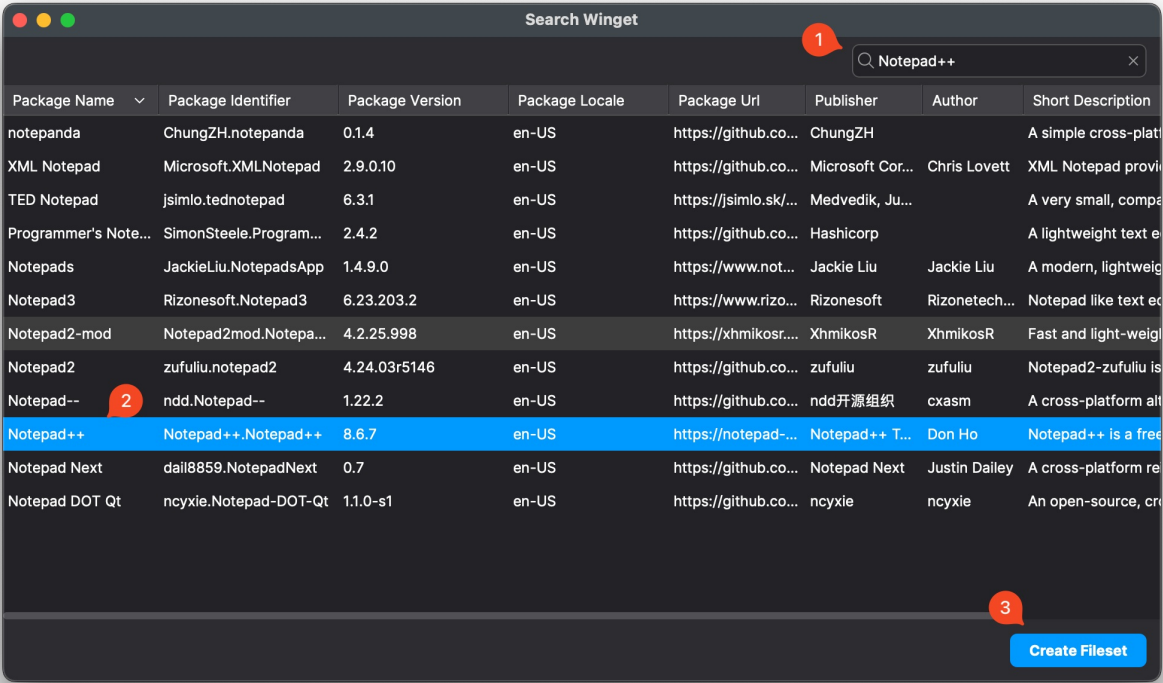 Search Winget
1
Notepad++
Package Name Package Identifier Package Version Package Locale Package Url Publisher Author Short Description
notepanda ChungZH.notepanda 0.1.4 en-US https://github.co... ChungZH A simple cross-platf
XML Notepad Microsoft.XMLNotepad 2.9.0.10 en-US https://github.co... Microsoft Cor... Chris Lovett XML Notepad provi
TED Notepad jsimlo.tednotepad 6.3.1 en-US https://jsimlo.sk/... Medvedik, Ju... A very small, compa
Programmer's Note... SimonSteele.Program... 2.4.2 en-US https://github.co... Hashicorp A lightweight text e
Notepads JackieLiu.NotepadsApp 1.4.9.0 en-US https://www.not... Jackie Liu Jackie Liu A modern, lightweig
Notepad3 Rizonesoft.Notepad3 6.23.203.2 en-US https://www.rizo... Rizonesoft Rizonetech... Notepad like text ed
Notepad2-mod Notepad2mod.Notepa... 4.2.25.998 en-US https://xhmikosr.... XhmikosR XhmikosR Fast and light-weigh
Notepad2 zufuliu.notepad2 4.24.03r5146 en-US https://github.co... zufuliu zufuliu Notepad2-zufuliu is
Notepad-- ndd.Notepad-- 1.22.2 en-US https://github.co... ndd开源组织 cxasm A cross-platform alt
2
Notepad++ Notepad++.Notepad++ 8.6.7 en-US https://notepad-... Notepad++ T... Don Ho Notepad++ is a free
Notepad Next dail8859.NotepadNext 0.7 en-US https://github.co... Notepad Next Justin Dailey A cross-platform re
Notepad DOT Qt ncyxie.Notepad-DOT-Qt 1.1.0-s1 en-US https://github.co... ncyxie ncyxie An open-source, cro
3
Create Fileset